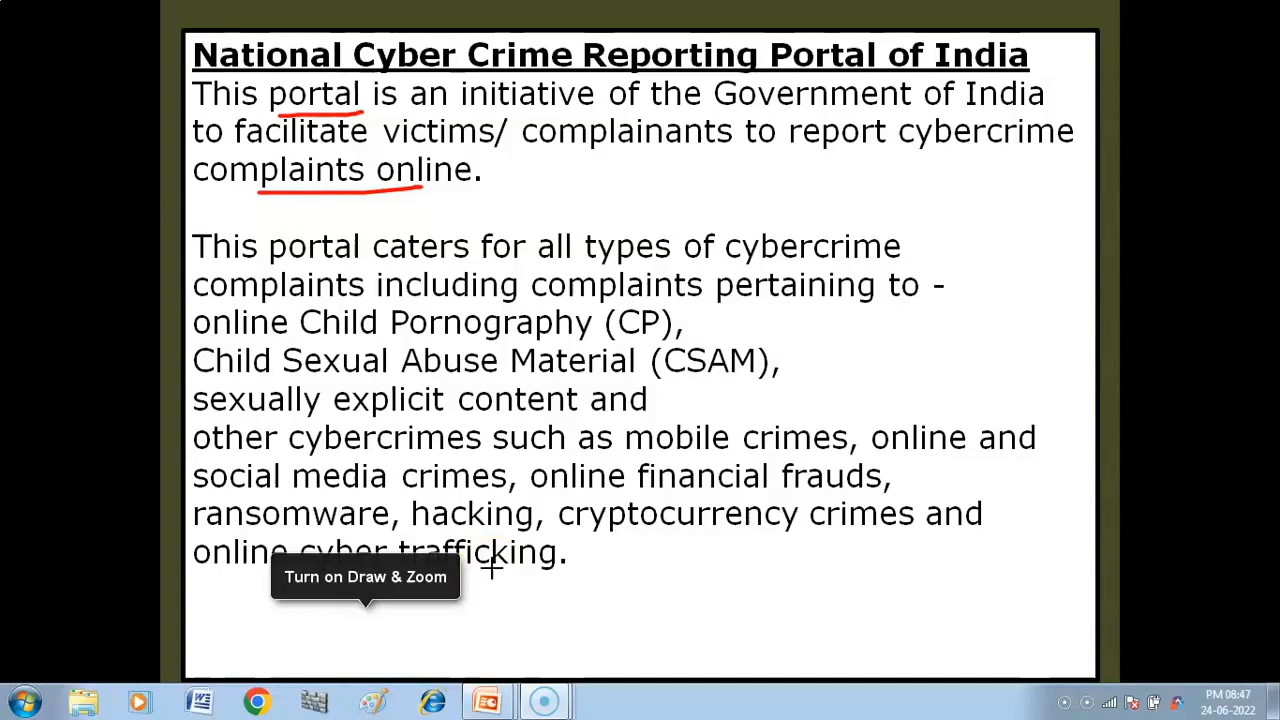 National Cyber Crime Reporting Portal of India
This portal is an initiative of the Government of India
to facilitate victims/ complainants to report cybercrime
complaints online.
This portal caters for all types of cybercrime
complaints including complaints pertaining to -
online Child Pornography (CP),
Child Sexual Abuse Material (CSAM),
sexually explicit content and
other cybercrimes such as mobile crimes, online and
social media crimes, online financial frauds,
ransomware, hacking, cryptocurrency crimes and
online cyber trafficking.
Turn on Draw & Zoom
PM 08:47
24-06-2022